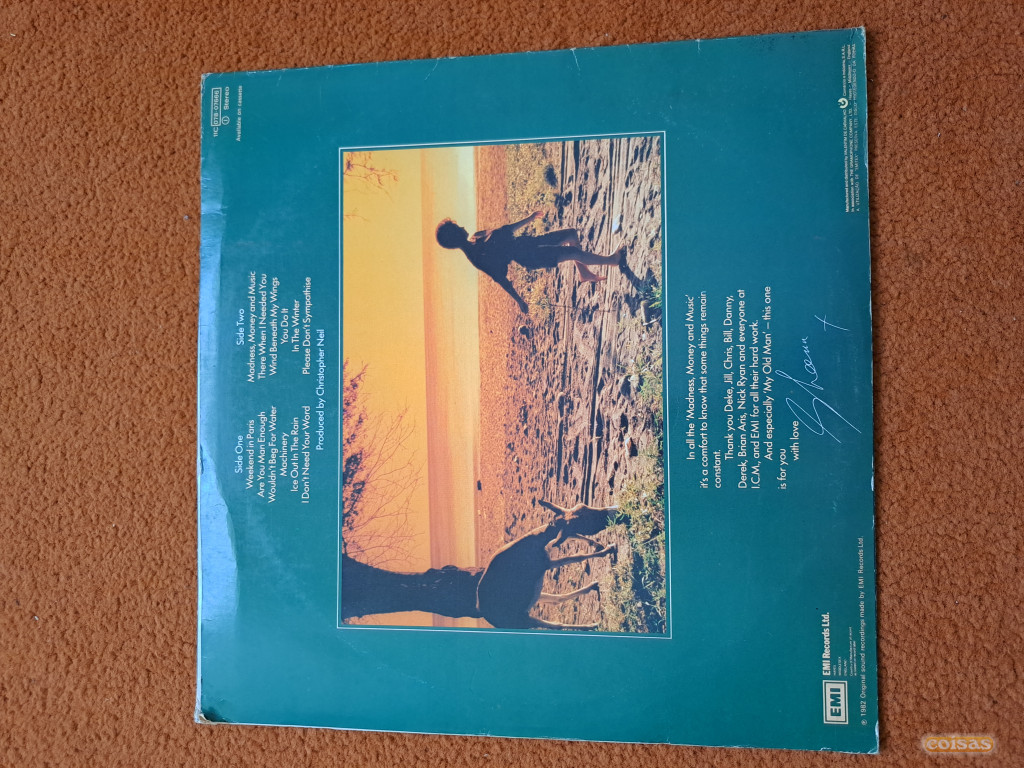 11C 078-07686
Stereo
Available on cassette
Side One
Weekend in Paris
Are You Man Enough
Wouldn't Beg For Water
Machinery
Ice Out In The Rain
I Don't Need Your Word
Side Two
Madness, Money and Music
There When I Needed You
Wind Beneath My Wings
You Do It
In The Winter
Please Don't Sympathise
Produced by Christopher Neil
In all the 'Madness, Money and Music'
it's a comfort to know that some things remain
constant.
Thank you Deke, Jill, Chris, Bill, Danny,
Derek, Brian Aris, Nick Ryan and everyone at
I.C.M., and EMI for all their hard work.
And especially 'My Old Man' – this one
is for you
with love
EMI
EMI Records Ltd.
℗ 1982 Original sound recordings made by EMI Records Ltd.
coisas